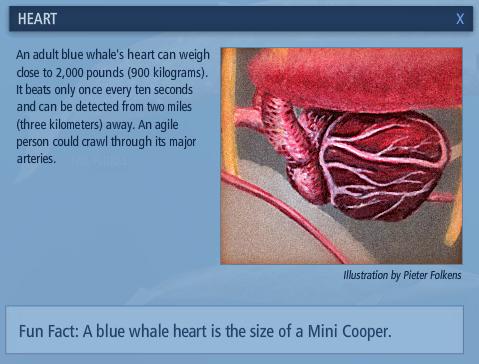 HEART X
An adult blue whale's heart can weigh
close to 2,000 pounds (900 kilograms).
It beats only once every ten seconds
and can be detected from two miles
(three kilometers) away. An agile
person could crawl through its major
arteries.
Illustration by Pieter Folkens
Fun Fact: A blue whale heart is the size of a Mini Cooper.